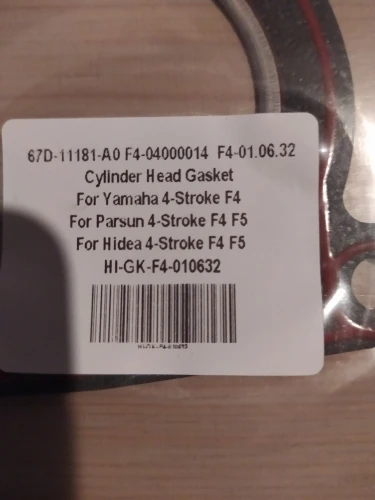 67D-11181-A0 F4-04000014 F4-01.06.32
Cylinder Head Gasket
For Yamaha 4-Stroke F4
For Parsun 4-Stroke F4 F5
For Hidea 4-Stroke F4 F5
HI-GK-F4-010632